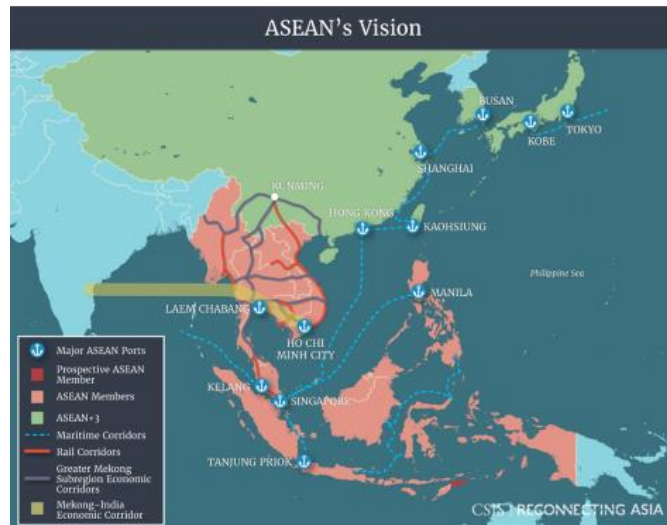 ASEAN's Vision
BUSAN
KOBE
TOKYO
SHANGHAI
KUNMING
HONG KONG
KAOHSIUNG
Philippine Sea
MANILA
LAEM CHABANG
HO CHI
MINH CITY
KELANG
SINGAPORE
TANJUNG PRIOK
Major ASEAN Ports
Prospective ASEAN
Member
ASEAN Members
ASEAN+3
Maritime Corridors
Rail Corridors
Greater Mekong
Subregion Economic
Corridors
Mekong-India
Economic Corridor
CSIS | RECONNECTING ASIA